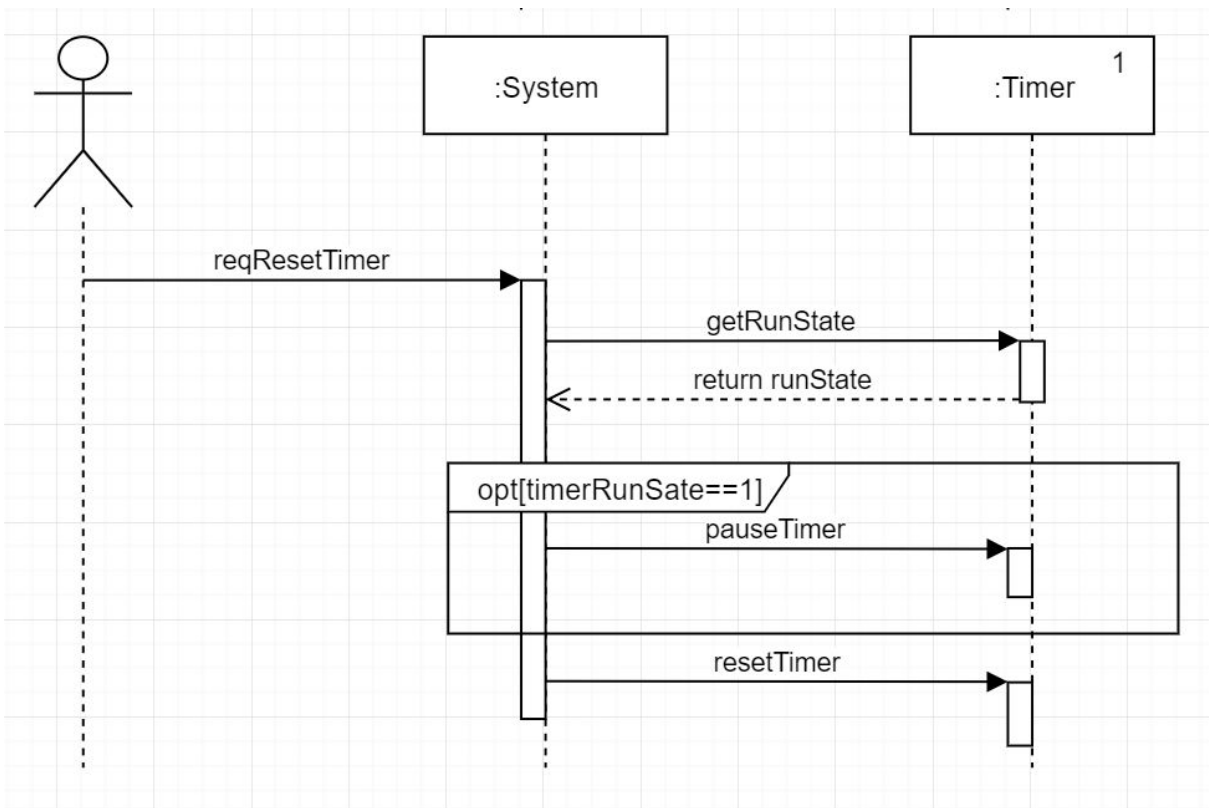 :System
1
:Timer
reqResetTimer
getRunState
return runState
opt[timerRunSate==1]
pauseTimer
resetTimer